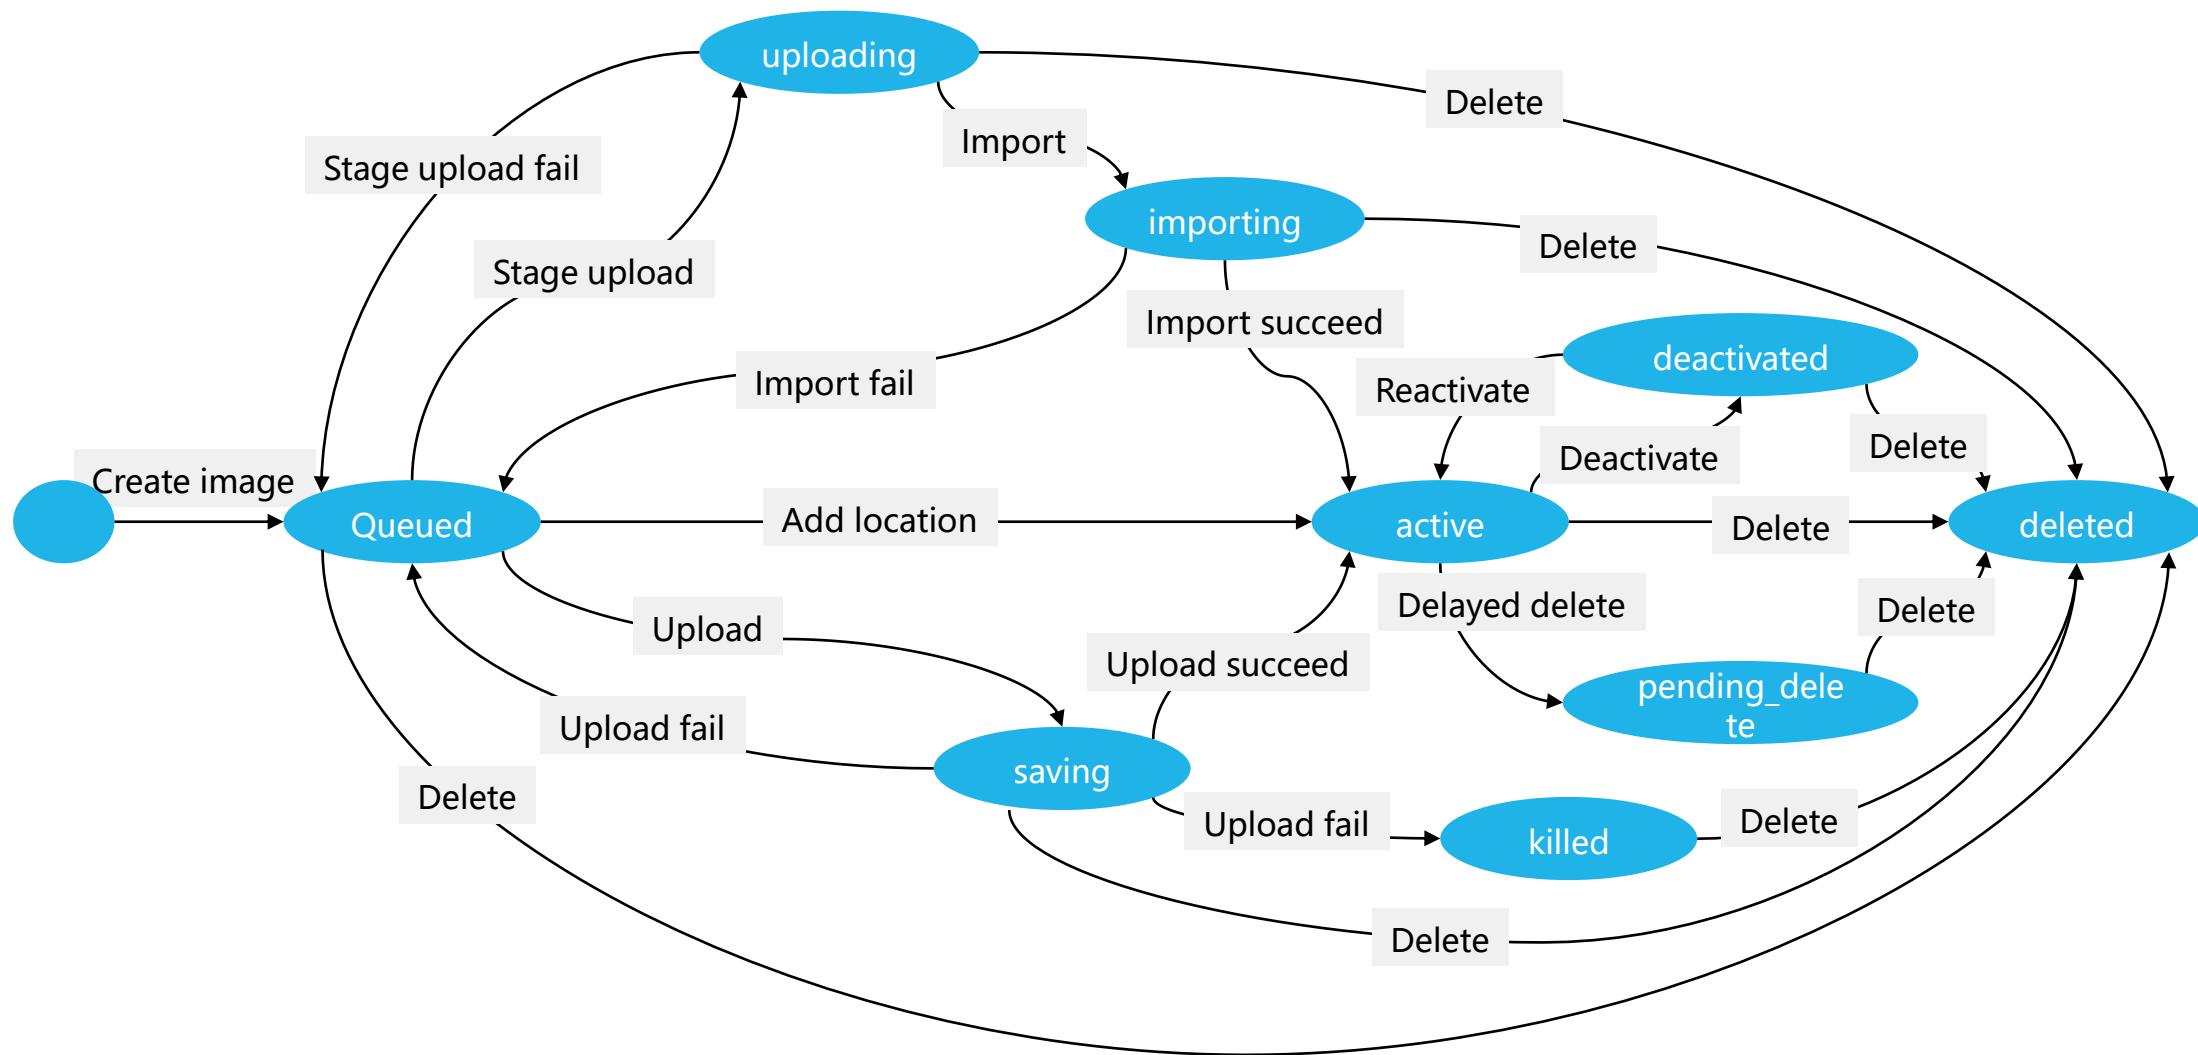 uploading
Delete
Import
Stage upload fail
importing
Delete
Stage upload
Import succeed
deactivated
Import fail
Reactivate
Delete
Deactivate
Create image
Queued
Add location
active
Delete
deleted
Delayed delete
Delete
Upload
Upload succeed
pending_dele
te
Upload fail
saving
Delete
Upload fail
killed
Delete
Delete